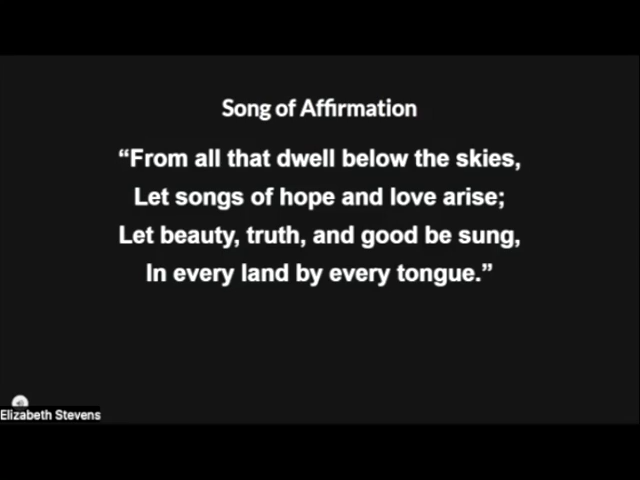 Song of Affirmation
“From all that dwell below the skies,
Let songs of hope and love arise;
Let beauty, truth, and good be sung,
In every land by every tongue.”
Elizabeth Stevens